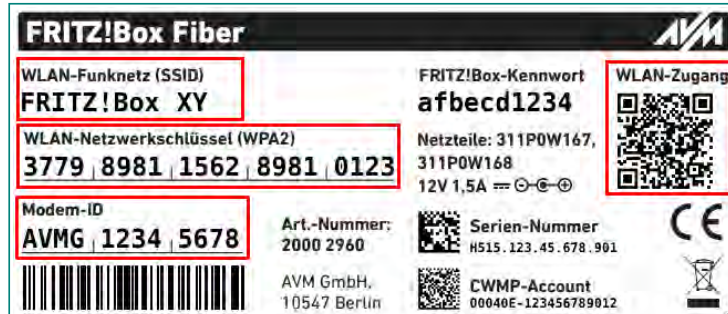 FRITZ!Box Fiber
AVM
WLAN-Funknetz (SSID)
FRITZ!Box XY
WLAN-Netzwerkschlüssel (WPA2)
3779 8981 1562 8981 0123
Modem-ID
AVMG 1234 5678
Art.-Nummer:
2000 2960
AVM GmbH,
10547 Berlin
FRITZ!Box-Kennwort
afbecd1234
Netzteile: 311P0W167,
311P0W168
12V 1,5A
Serien-Nummer
H515.123.45.678.901
CWMP-Account
00040E-123456789012
WLAN-Zugang
CE